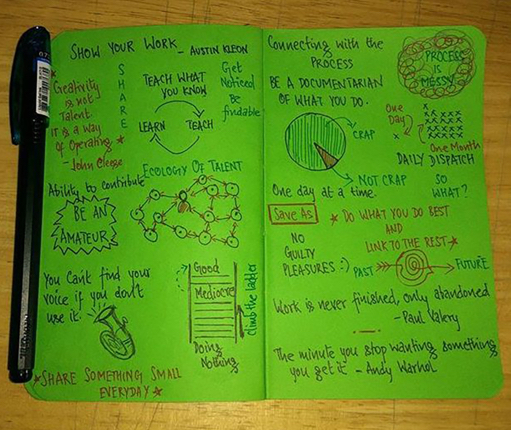 SHOW YOUR WORK - AUSTIN KLEON
SHARE
TEACH WHAT
YOU KNOW
LEARN
TEACH
Get
Noticed
Be
findable
★
Creativity
is not
Talent
it is a way
of operating. ★
- John Cleese
ECOLOGY OF TALENT
Ability to contribute
BE AN
AMATEUR
You Can't find your
voice if you don't
use it.
Good
Mediocre
Doing
Nothing
Climb the ladder
★SHARE SOMETHING SMALL
EVERYDAY★
Connecting with the
PROCESS
BE A DOCUMENTARIAN
OF WHAT YOU DO.
PROCESS
IS
MESSY
CRAP
NOT CRAP
One
Day
One Month
DAILY DISPATCH
SO
WHAT?
One day at a time.
Save As
★ DO WHAT YOU DO BEST
AND
LINK TO THE REST ★
NO
GUILTY
PLEASURES :)
PAST
FUTURE
Work is never finished, only abandoned
- Paul Valery
The minute you stop wanting something
you get it - Andy Warhol